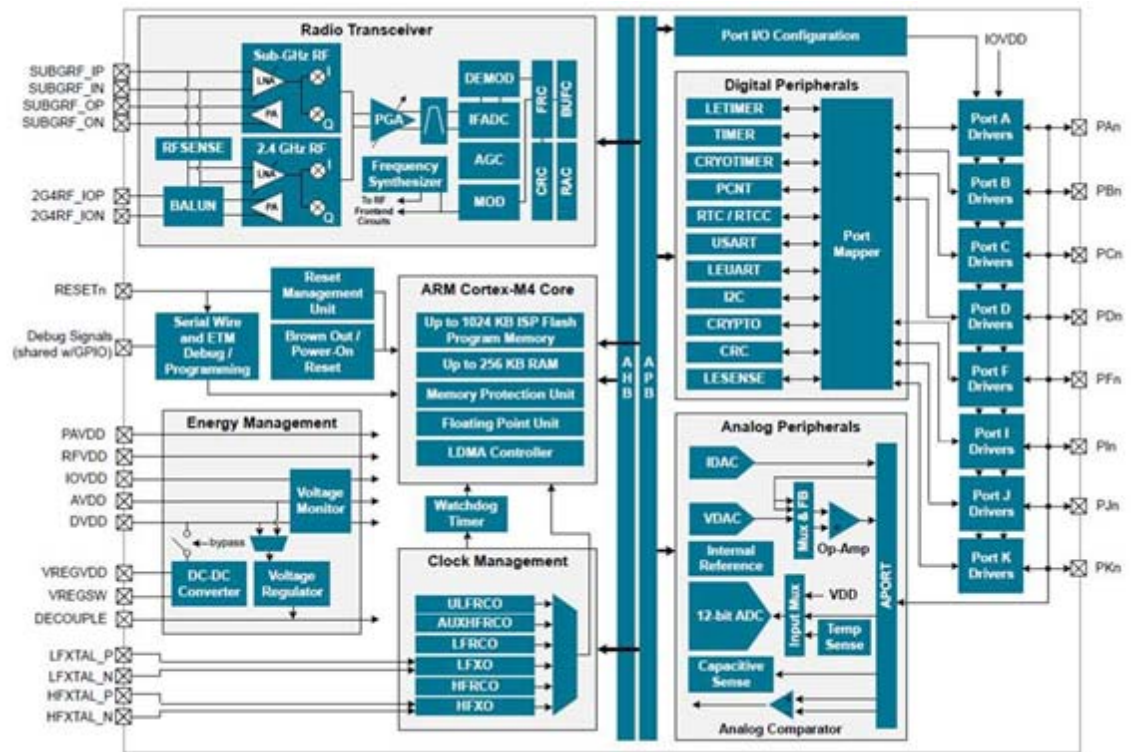 Radio Transceiver
Sub-GHz RF
LNA
I
PA
Q
RFSENSE
2.4 GHz RF
LNA
I
PA
Q
BALUN
PGA
Frequency
Synthesizer
To RF
Frontend
Circuits
DEMOD
IFADC
AGC
MOD
FRC
BUFC
CRC
RAC
SUBGRF_IP
SUBGRF_IN
SUBGRF_OP
SUBGRF_ON
2G4RF_IOP
2G4RF_ION
RESETn
Debug Signals
(shared w/GPIO)
Reset
Management
Unit
Serial Wire
and ETM
Debug /
Programming
Brown Out /
Power-On
Reset
ARM Cortex-M4 Core
Up to 1024 KB ISP Flash
Program Memory
Up to 256 KB RAM
Memory Protection Unit
Floating Point Unit
LDMA Controller
Watchdog
Timer
Energy Management
PAVDD
RFVDD
IOVDD
AVDD
DVDD
VREGVDD
VREGSW
DECOUPLE
Voltage
Monitor
bypass
DC-DC
Converter
Voltage
Regulator
Clock Management
ULFRCO
AUXHFRCO
LFRCO
LFXO
HFRCO
HFXO
LFXTAL_P
LFXTAL_N
HFXTAL_P
HFXTAL_N
AHB
APB
Port I/O Configuration
IOVDD
Digital Peripherals
LETIMER
TIMER
CRYOTIMER
PCNT
RTC / RTCC
USART
LEUART
I2C
CRYPTO
CRC
LESENSE
Port
Mapper
Port A
Drivers
Port B
Drivers
Port C
Drivers
Port D
Drivers
Port F
Drivers
Port I
Drivers
Port J
Drivers
Port K
Drivers
PAn
PBn
PCn
PDn
PFn
PIn
PJn
PKn
Analog Peripherals
IDAC
VDAC
Mux & FB
Op-Amp
Internal
Reference
12-bit ADC
Input Mux
VDD
Temp
Sense
Capacitive
Sense
Analog Comparator
APORT